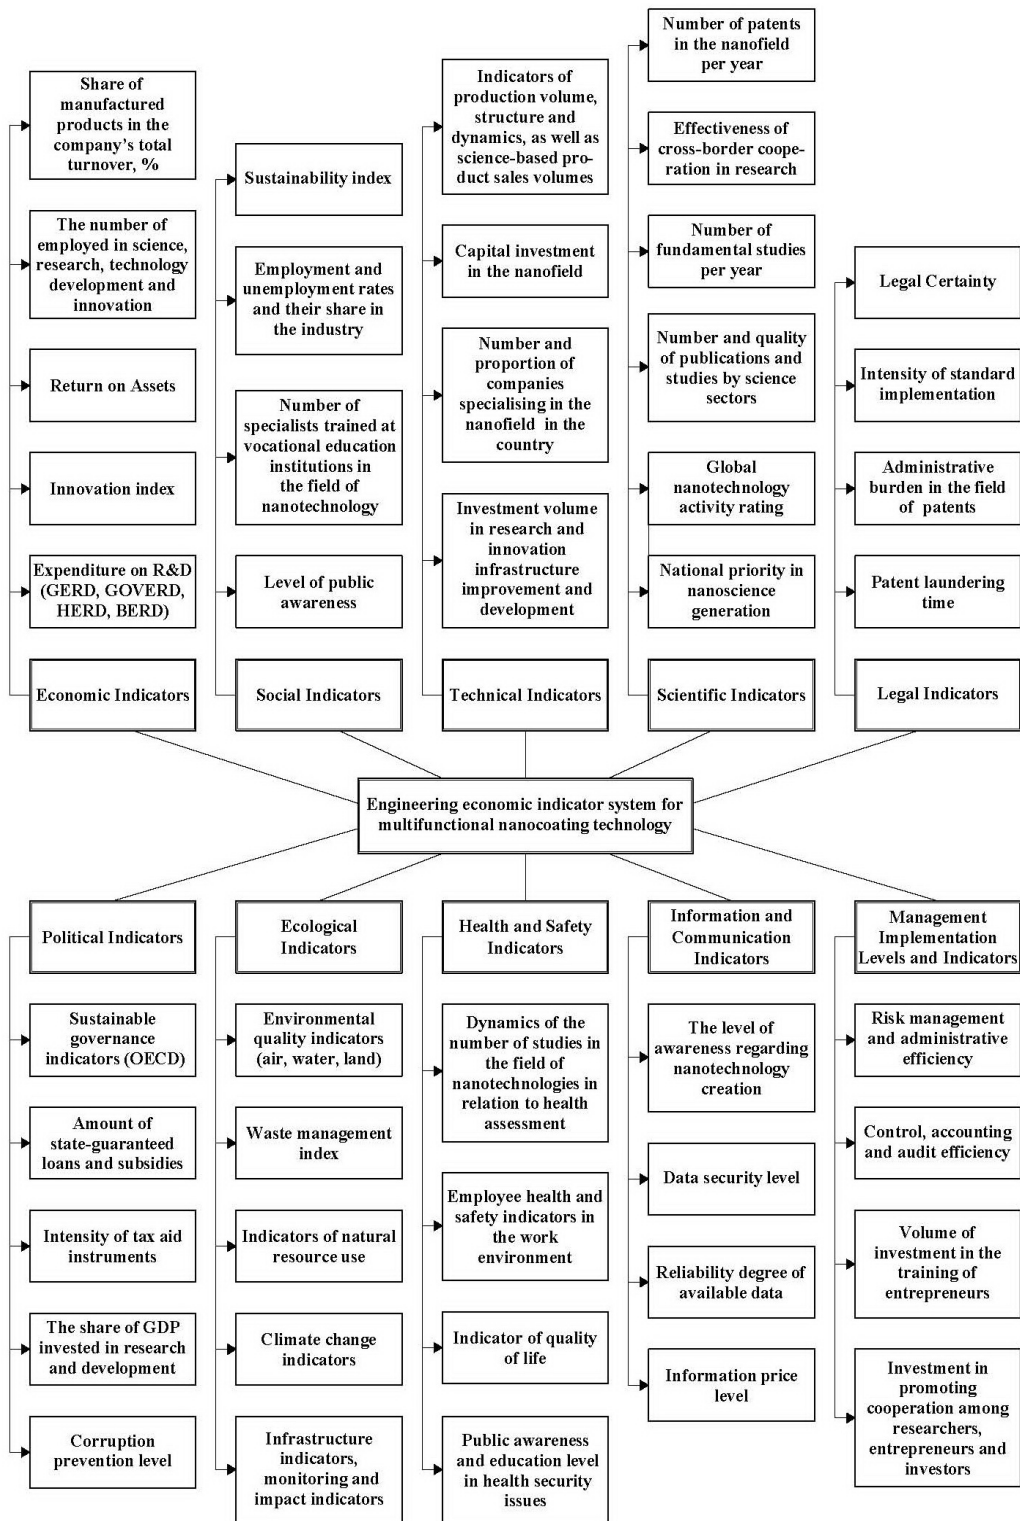 Share of
manufactured
products in the
company's total
turnover, %
The number of
employed in science,
research, technology
development and
innovation
Return on Assets
Innovation index
Expenditure on R&D
(GERD, GOVERD,
HERD, BERD)
Economic Indicators
Sustainability index
Employment and
unemployment rates
and their share in
the industry
Number of
specialists trained at
vocational education
institutions in
the field of
nanotechnology
Level of public
awareness
Social Indicators
Indicators of
production volume,
structure and
dynamics, as well as
science-based pro-
duct sales volumes
Capital investment
in the nanofield
Number and
proportion of
companies
specialising in the
nanofield in the
country
Investment volume
in research and
innovation
infrastructure
improvement and
development
Technical Indicators
Number of patents
in the nanofield
per year
Effectiveness of
cross-border coope-
ration in research
Number of
fundamental studies
per year
Number and quality
of publications and
studies by science
sectors
Global
nanotechnology
activity rating
National priority in
nanoscience
generation
Scientific Indicators
Legal Certainty
Intensity of standard
implementation
Administrative
burden in the field
of patents
Patent laundering
time
Legal Indicators
Engineering economic indicator system for
multifunctional nanocoating technology
Political Indicators
Sustainable
governance
indicators (OECD)
Amount of
state-guaranteed
loans and subsidies
Intensity of tax aid
instruments
The share of GDP
invested in research
and development
Corruption
prevention level
Ecological
Indicators
Environmental
quality indicators
(air, water, land)
Waste management
index
Indicators of natural
resource use
Climate change
indicators
Infrastructure
indicators,
monitoring and
impact indicators
Health and Safety
Indicators
Dynamics of the
number of studies in
the field of
nanotechnologies in
relation to health
assessment
Employee health and
safety indicators in
the work
environment
Indicator of quality
of life
Public awareness
and education level
in health security
issues
Information and
Communication
Indicators
The level of
awareness regarding
nanotechnology
creation
Data security level
Reliability degree of
available data
Information price
level
Management
Implementation
Levels and Indicators
Risk management
and administrative
efficiency
Control, accounting
and audit efficiency
Volume of
investment in the
training of
entrepreneurs
Investment in
promoting
cooperation among
researchers,
entrepreneurs and
investors